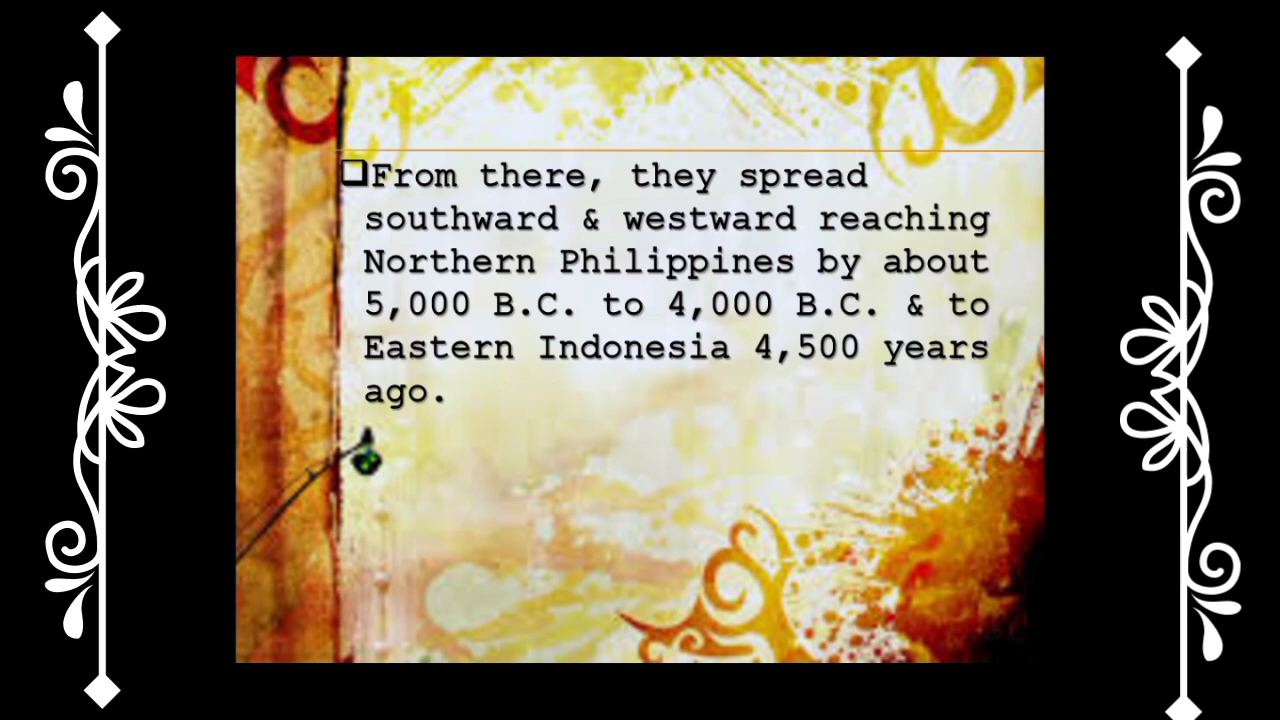 ❑From there, they spread
southward & westward reaching
Northern Philippines by about
5,000 B.C. to 4,000 B.C. & to
Eastern Indonesia 4,500 years
ago.